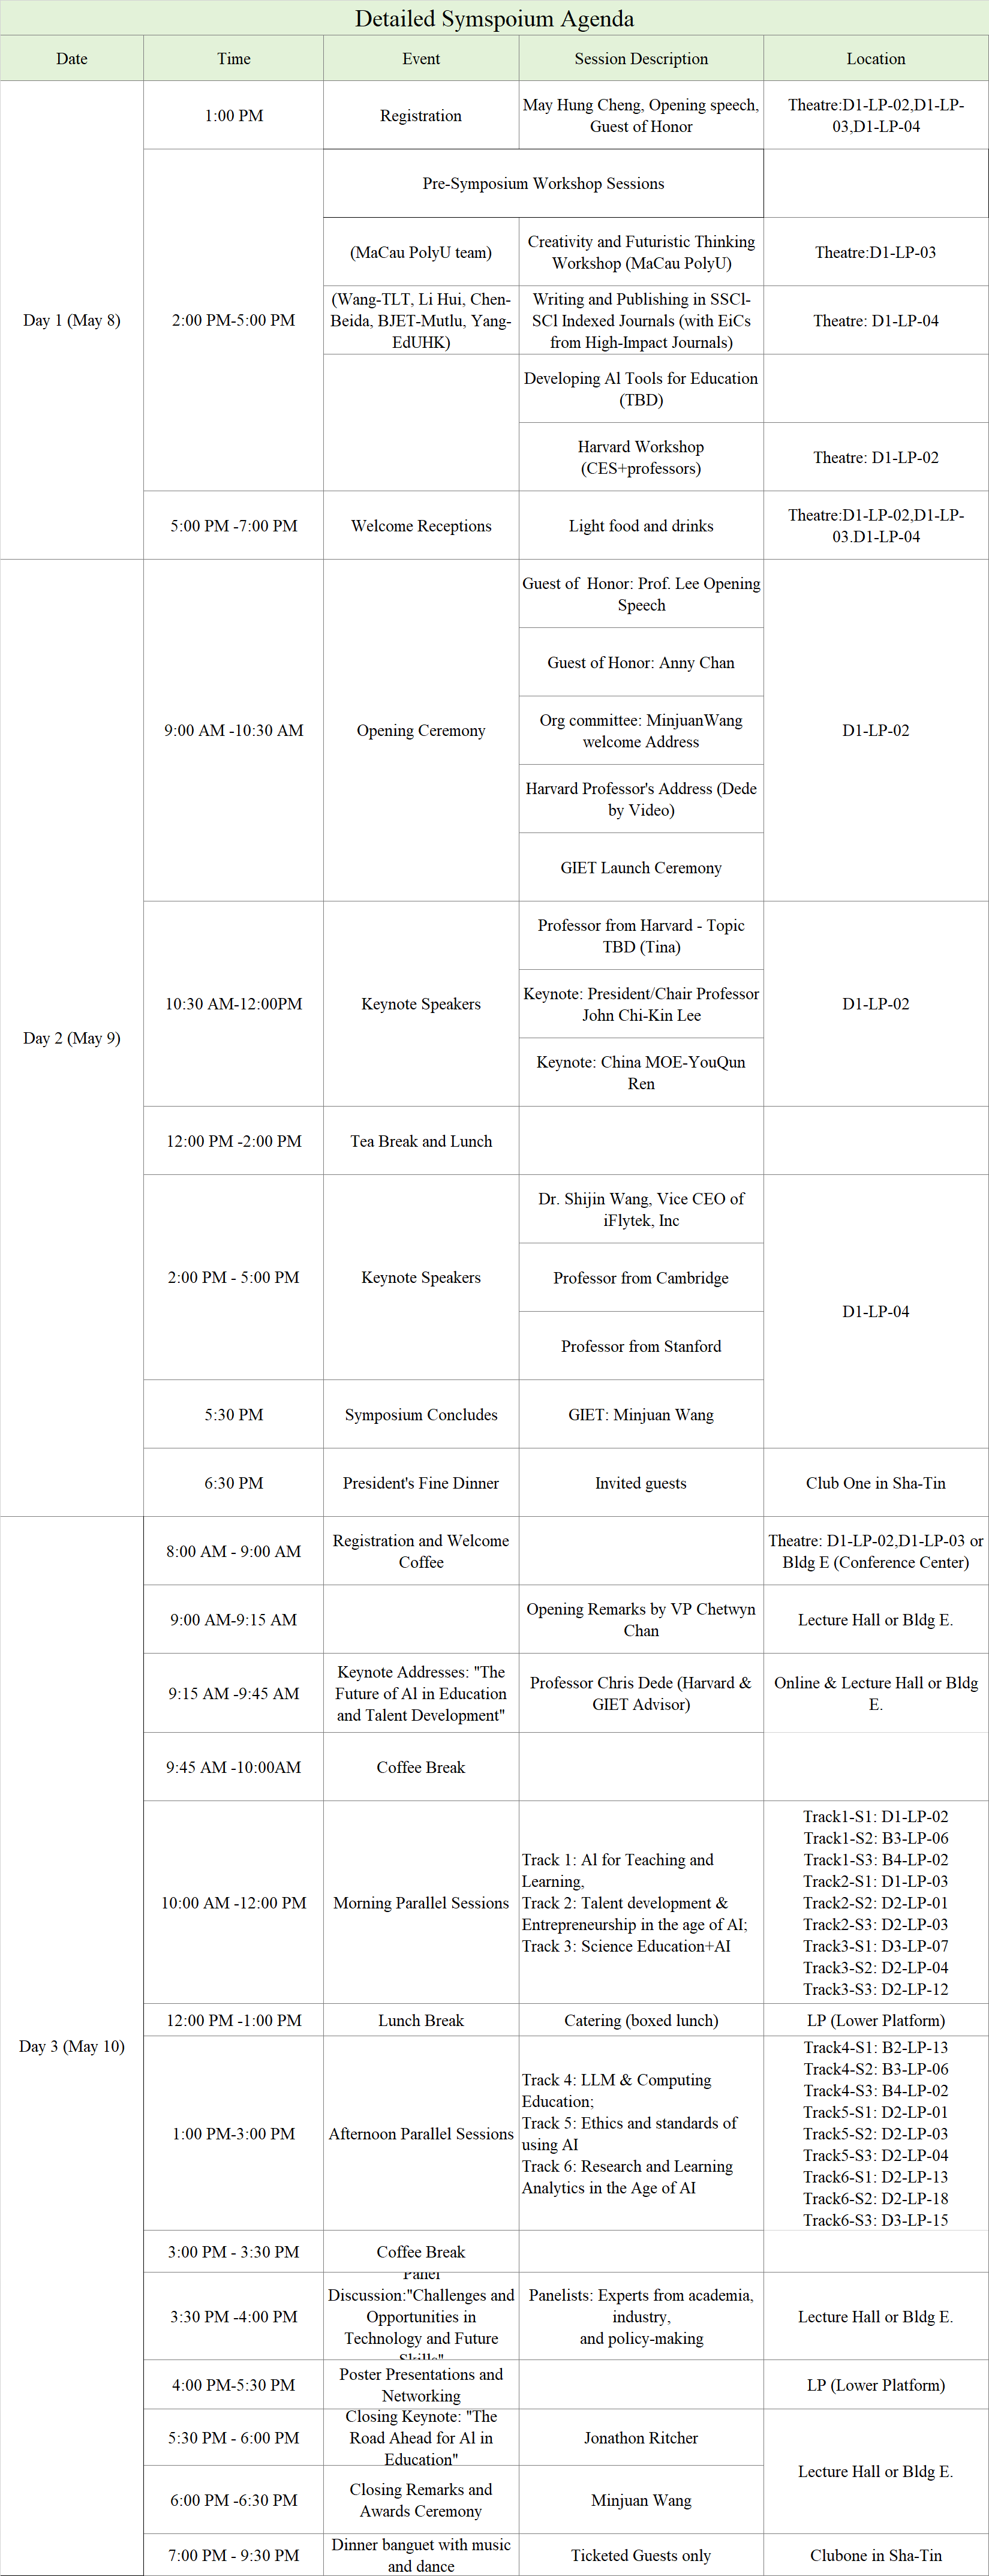 Detailed Symspoium Agenda
Date
Time
Event
Session Description
Location
Day 1 (May 8)
1:00 PM
Registration
May Hung Cheng, Opening speech,
Guest of Honor
Theatre:D1-LP-02,D1-LP-
03,D1-LP-04
2:00 PM-5:00 PM
Pre-Symposium Workshop Sessions
(MaCau PolyU team)
Creativity and Futuristic Thinking
Workshop (MaCau PolyU)
Theatre:D1-LP-03
(Wang-TLT, Li Hui, Chen-
Beida, BJET-Mutlu, Yang-
EdUHK)
Writing and Publishing in SSCl-
SCl Indexed Journals (with EiCs
from High-Impact Journals)
Theatre: D1-LP-04
Developing Al Tools for Education
(TBD)
Harvard Workshop
(CES+professors)
Theatre: D1-LP-02
5:00 PM -7:00 PM
Welcome Receptions
Light food and drinks
Theatre:D1-LP-02,D1-LP-
03.D1-LP-04
Day 2 (May 9)
9:00 AM -10:30 AM
Opening Ceremony
Guest of  Honor: Prof. Lee Opening
Speech
Guest of Honor: Anny Chan
Org committee: MinjuanWang
welcome Address
Harvard Professor's Address (Dede
by Video)
GIET Launch Ceremony
D1-LP-02
10:30 AM-12:00PM
Keynote Speakers
Professor from Harvard - Topic
TBD (Tina)
Keynote: President/Chair Professor
John Chi-Kin Lee
Keynote: China MOE-YouQun
Ren
D1-LP-02
12:00 PM -2:00 PM
Tea Break and Lunch
2:00 PM - 5:00 PM
Keynote Speakers
Dr. Shijin Wang, Vice CEO of
iFlytek, Inc
Professor from Cambridge
Professor from Stanford
D1-LP-04
5:30 PM
Symposium Concludes
GIET: Minjuan Wang
6:30 PM
President's Fine Dinner
Invited guests
Club One in Sha-Tin
Day 3 (May 10)
8:00 AM - 9:00 AM
Registration and Welcome
Coffee
Theatre: D1-LP-02,D1-LP-03 or
Bldg E (Conference Center)
9:00 AM-9:15 AM
Opening Remarks by VP Chetwyn
Chan
Lecture Hall or Bldg E.
9:15 AM -9:45 AM
Keynote Addresses: "The
Future of Al in Education
and Talent Development"
Professor Chris Dede (Harvard &
GIET Advisor)
Online & Lecture Hall or Bldg
E.
9:45 AM -10:00AM
Coffee Break
10:00 AM -12:00 PM
Morning Parallel Sessions
Track 1: Al for Teaching and
Learning,
Track 2: Talent development &
Entrepreneurship in the age of AI;
Track 3: Science Education+AI
Track1-S1: D1-LP-02
Track1-S2: B3-LP-06
Track1-S3: B4-LP-02
Track2-S1: D1-LP-03
Track2-S2: D2-LP-01
Track2-S3: D2-LP-03
Track3-S1: D3-LP-07
Track3-S2: D2-LP-04
Track3-S3: D2-LP-12
12:00 PM -1:00 PM
Lunch Break
Catering (boxed lunch)
LP (Lower Platform)
1:00 PM-3:00 PM
Afternoon Parallel Sessions
Track 4: LLM & Computing
Education;
Track 5: Ethics and standards of
using AI
Track 6: Research and Learning
Analytics in the Age of AI
Track4-S1: B2-LP-13
Track4-S2: B3-LP-06
Track4-S3: B4-LP-02
Track5-S1: D2-LP-01
Track5-S2: D2-LP-03
Track5-S3: D2-LP-04
Track6-S1: D2-LP-13
Track6-S2: D2-LP-18
Track6-S3: D3-LP-15
3:00 PM - 3:30 PM
Coffee Break
3:30 PM -4:00 PM
Panel
Discussion:"Challenges and
Opportunities in
Technology and Future
Skills"
Panelists: Experts from academia,
industry,
and policy-making
Lecture Hall or Bldg E.
4:00 PM-5:30 PM
Poster Presentations and
Networking
LP (Lower Platform)
5:30 PM - 6:00 PM
Closing Keynote: "The
Road Ahead for Al in
Education"
Jonathon Ritcher
Lecture Hall or Bldg E.
6:00 PM -6:30 PM
Closing Remarks and
Awards Ceremony
Minjuan Wang
7:00 PM - 9:30 PM
Dinner banguet with music
and dance
Ticketed Guests only
Clubone in Sha-Tin